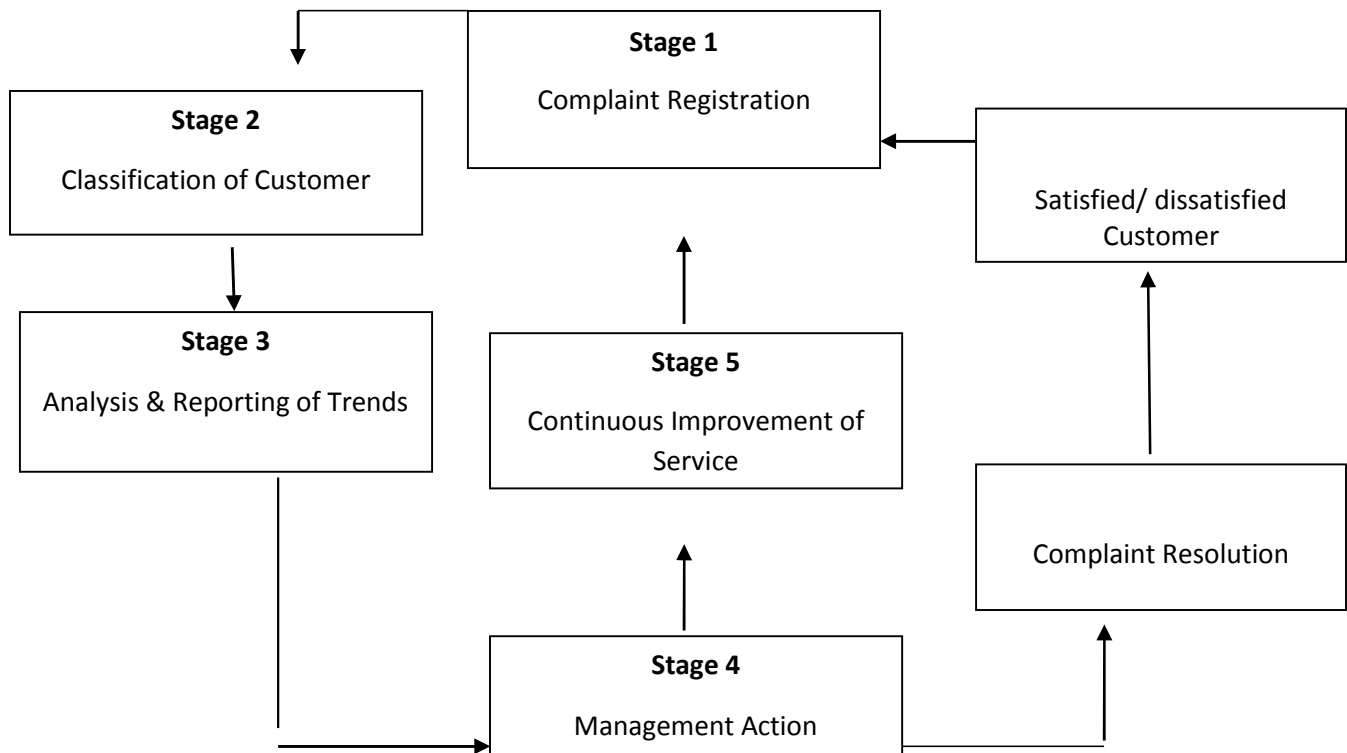 Stage 1
Complaint Registration
Stage 2
Classification of Customer
Satisfied/ dissatisfied
Customer
Stage 3
Analysis & Reporting of Trends
Stage 5
Continuous Improvement of
Service
Complaint Resolution
Stage 4
Management Action